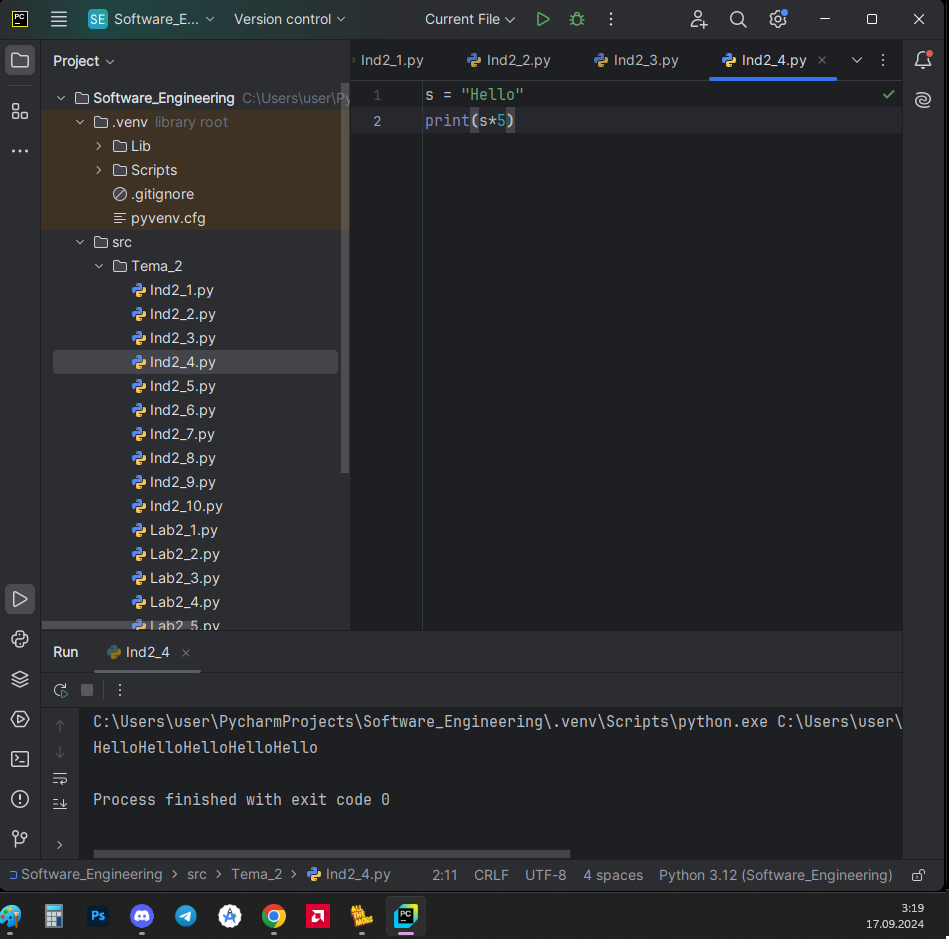 PC SE Software_E... Version control Current File
Project
Ind2_1.py Ind2_2.py Ind2_3.py Ind2_4.py
Software_Engineering C:\Users\user\Py
.venv library root
Lib
Scripts
.gitignore
pyvenv.cfg
src
Tema_2
Ind2_1.py
Ind2_2.py
Ind2_3.py
Ind2_4.py
Ind2_5.py
Ind2_6.py
Ind2_7.py
Ind2_8.py
Ind2_9.py
Ind2_10.py
Lab2_1.py
Lab2_2.py
Lab2_3.py
Lab2_4.py
Lab2_5.py
1 s = "Hello"
2 print(s*5)
Run Ind2_4
C:\Users\user\PycharmProjects\Software_Engineering\.venv\Scripts\python.exe C:\Users\user\
HelloHelloHelloHelloHello
Process finished with exit code 0
Software_Engineering > src > Tema_2 > Ind2_4.py 2:11 CRLF UTF-8 4 spaces Python 3.12 (Software_Engineering)
Ps ALL THE MODS PC
3:19
17.09.2024